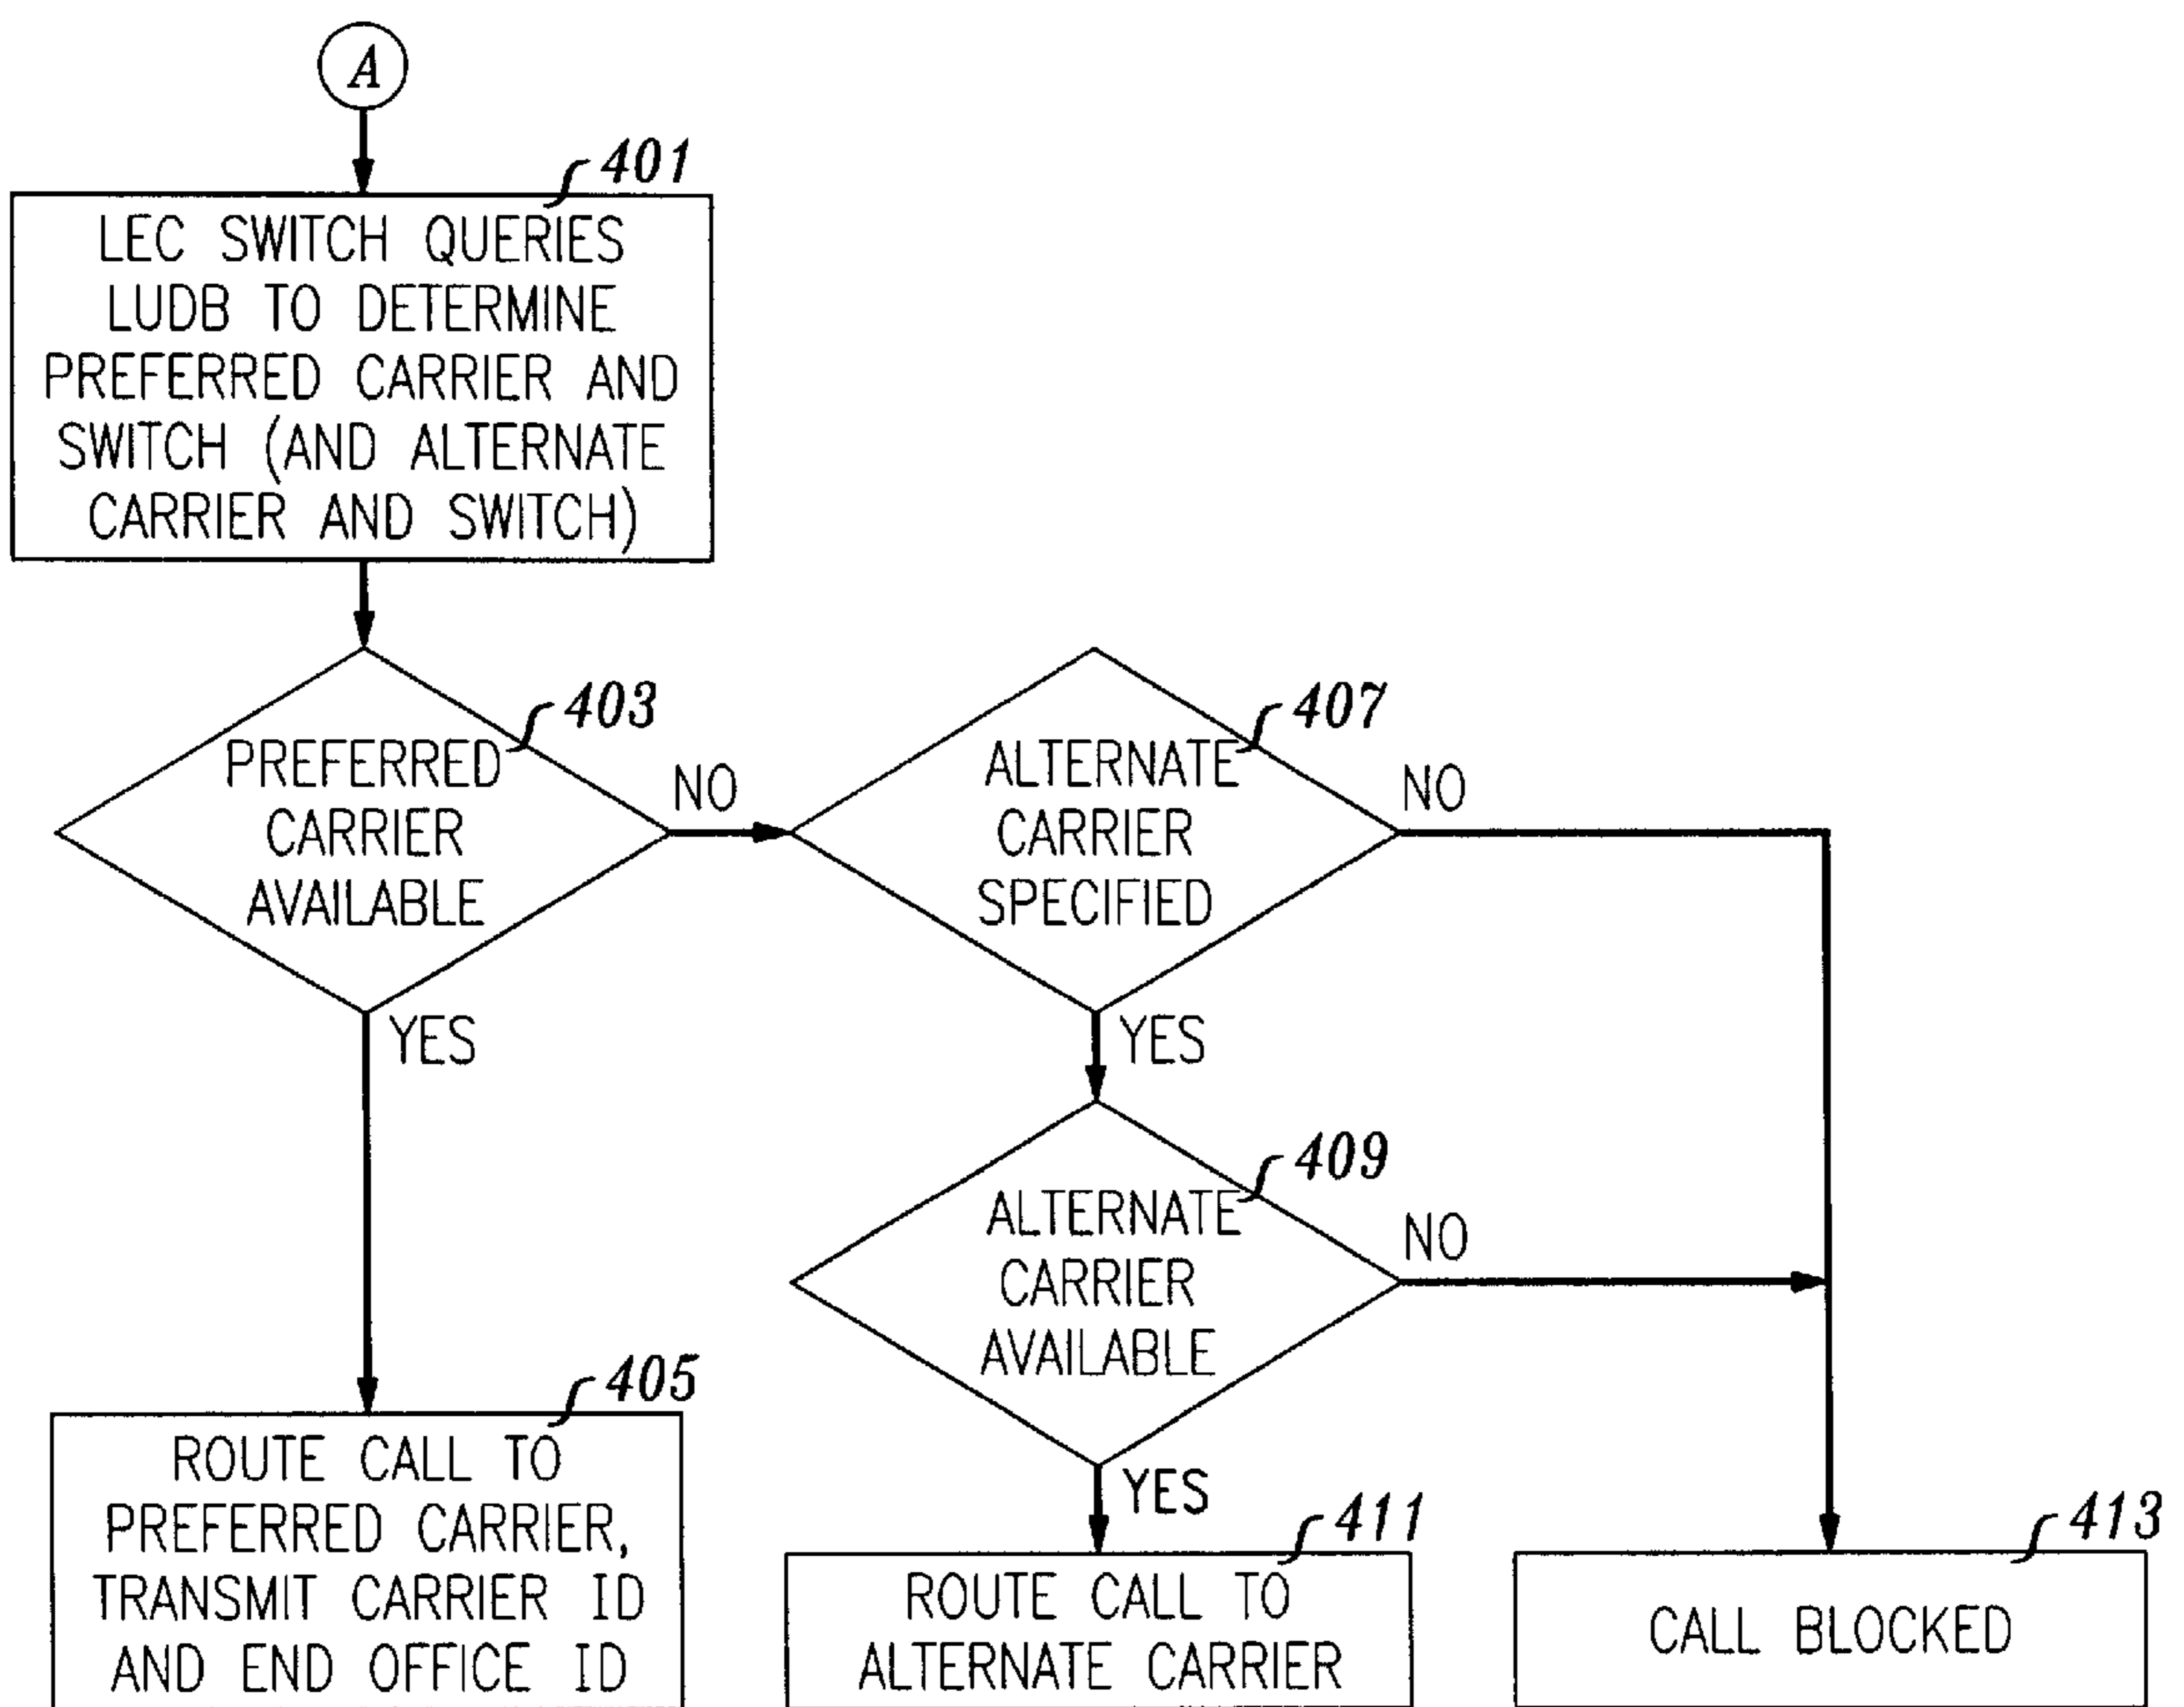 A
401
LEC SWITCH QUERIES
LUDB TO DETERMINE
PREFERRED CARRIER AND
SWITCH (AND ALTERNATE
CARRIER AND SWITCH)
403
PREFERRED
CARRIER
AVAILABLE
NO
YES
407
ALTERNATE
CARRIER
SPECIFIED
NO
YES
409
ALTERNATE
CARRIER
AVAILABLE
NO
YES
405
ROUTE CALL TO
PREFERRED CARRIER,
TRANSMIT CARRIER ID
AND END OFFICE ID
411
ROUTE CALL TO
ALTERNATE CARRIER
413
CALL BLOCKED